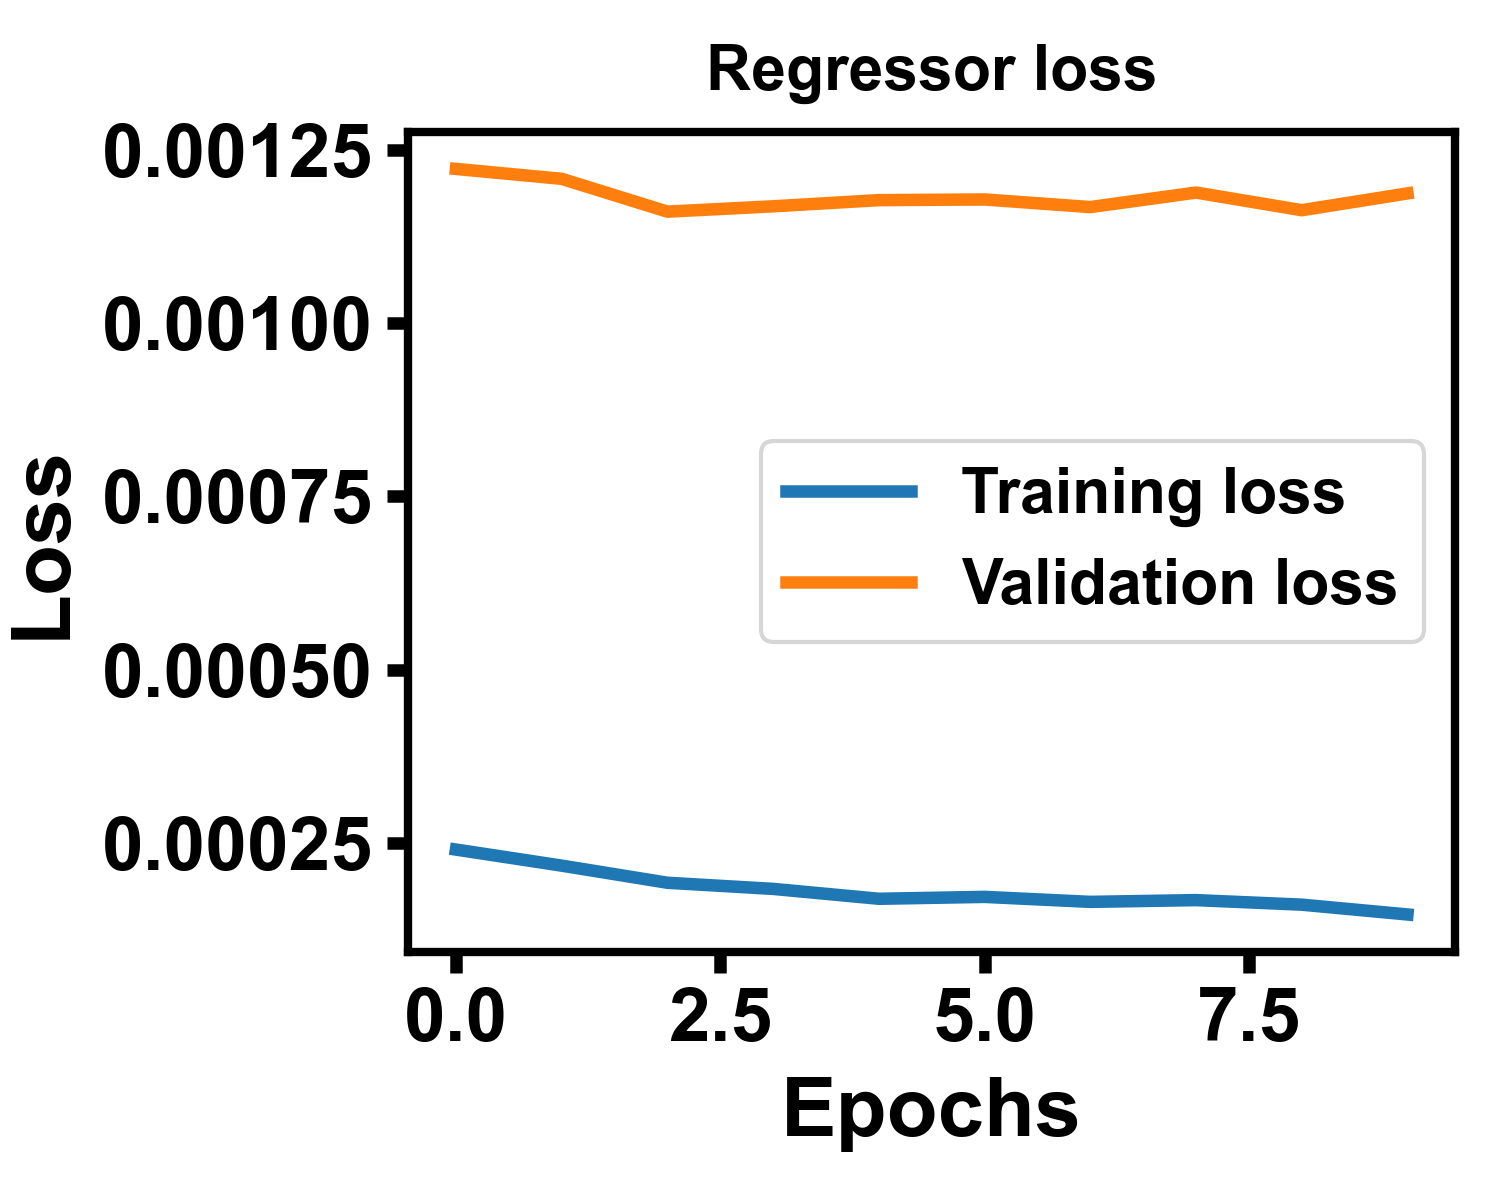 Regressor loss
0.00125
0.00100
0.00075
0.00050
0.00025
Loss
Training loss
Validation loss
0.0 2.5 5.0 7.5
Epochs